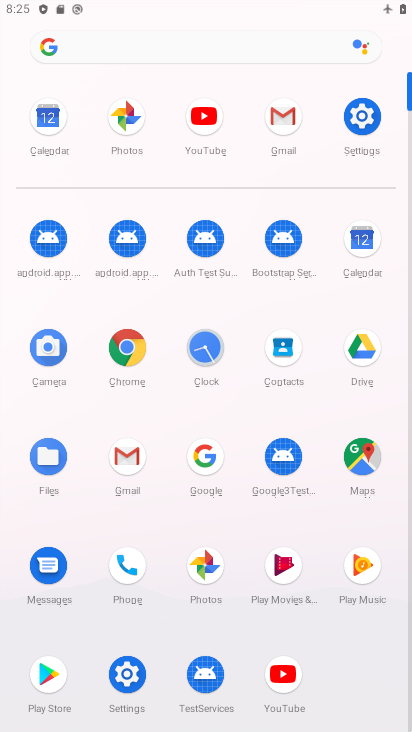 8:25
Calendar Photos YouTube Gmail Settings
android.app.... android.app.... Auth Test Su... Bootstrap Ser... Calendar
Camera Chrome Clock Contacts Drive
Files Gmail Google Google3Test... Maps
Messages Phone Photos Play Movies &... Play Music
Play Store Settings TestServices YouTube